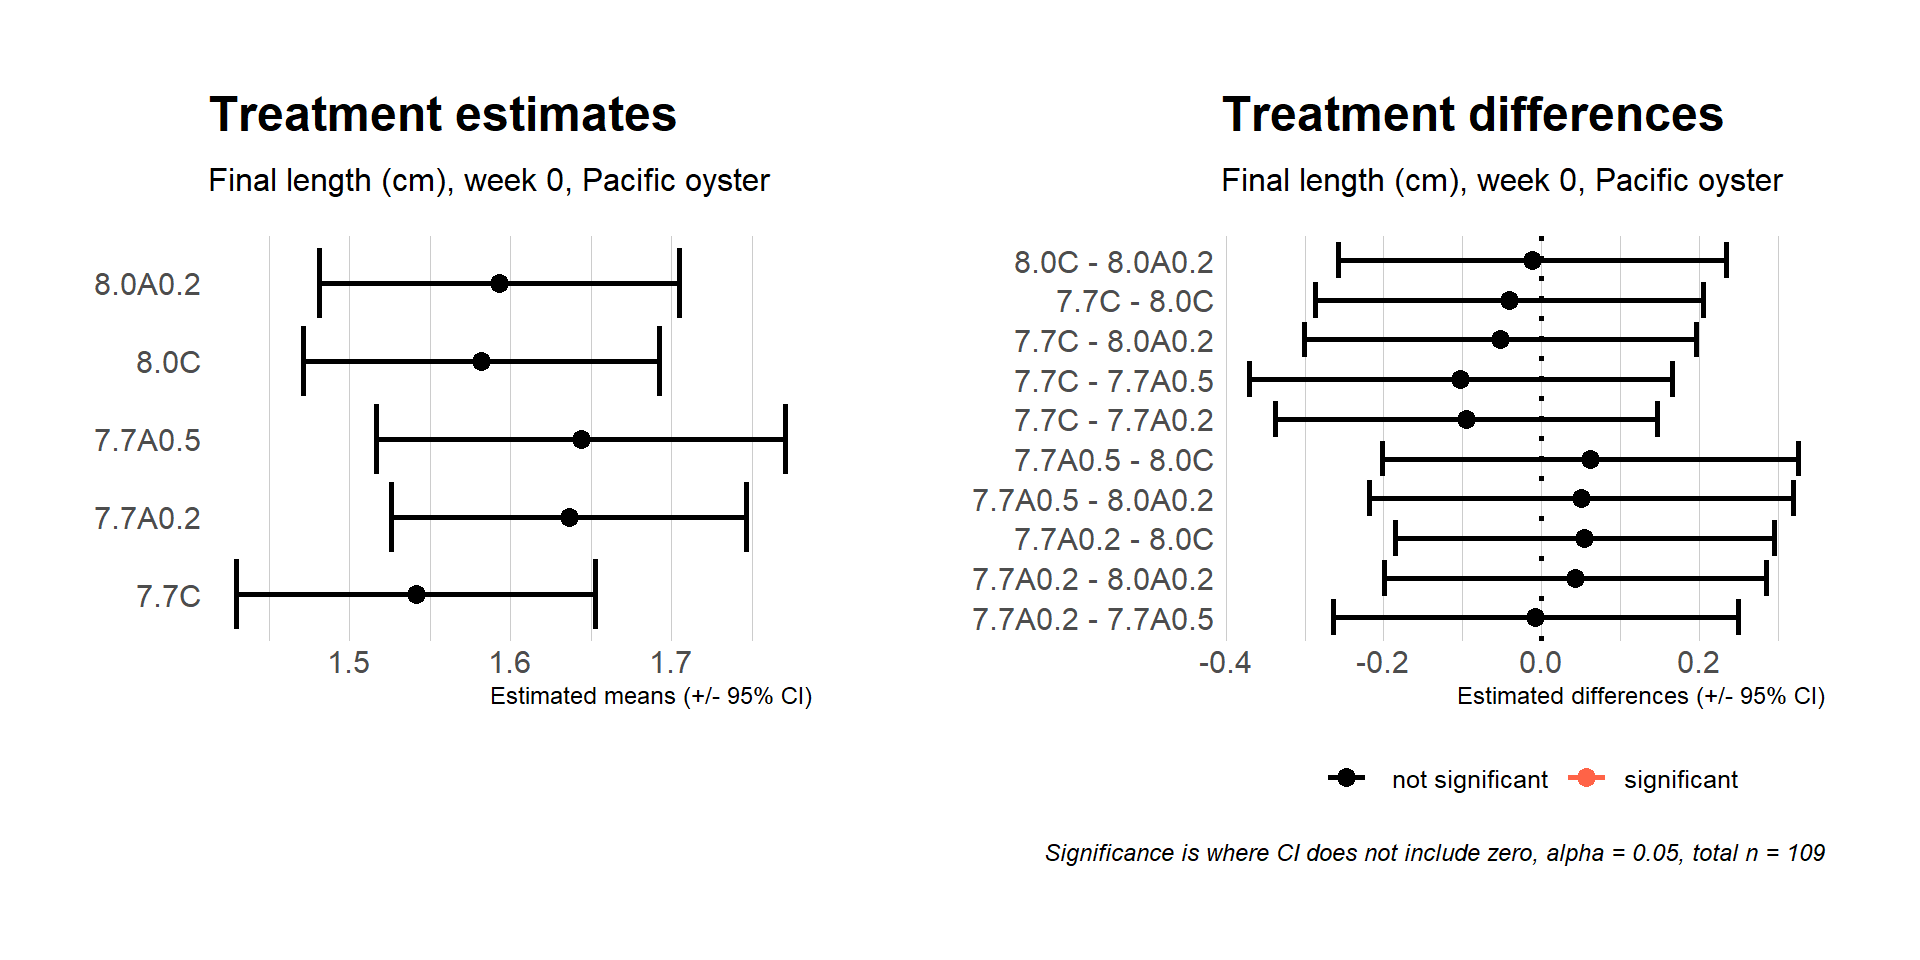 Treatment estimates
Final length (cm), week 0, Pacific oyster
8.0A0.2
8.0C
7.7A0.5
7.7A0.2
7.7C
1.5 1.6 1.7
Estimated means (+/- 95% CI)
Treatment differences
Final length (cm), week 0, Pacific oyster
8.0C - 8.0A0.2
7.7C - 8.0C
7.7C - 8.0A0.2
7.7C - 7.7A0.5
7.7C - 7.7A0.2
7.7A0.5 - 8.0C
7.7A0.5 - 8.0A0.2
7.7A0.2 - 8.0C
7.7A0.2 - 8.0A0.2
7.7A0.2 - 7.7A0.5
-0.4 -0.2 0.0 0.2
Estimated differences (+/- 95% CI)
not significant significant
Significance is where CI does not include zero, alpha = 0.05, total n = 109